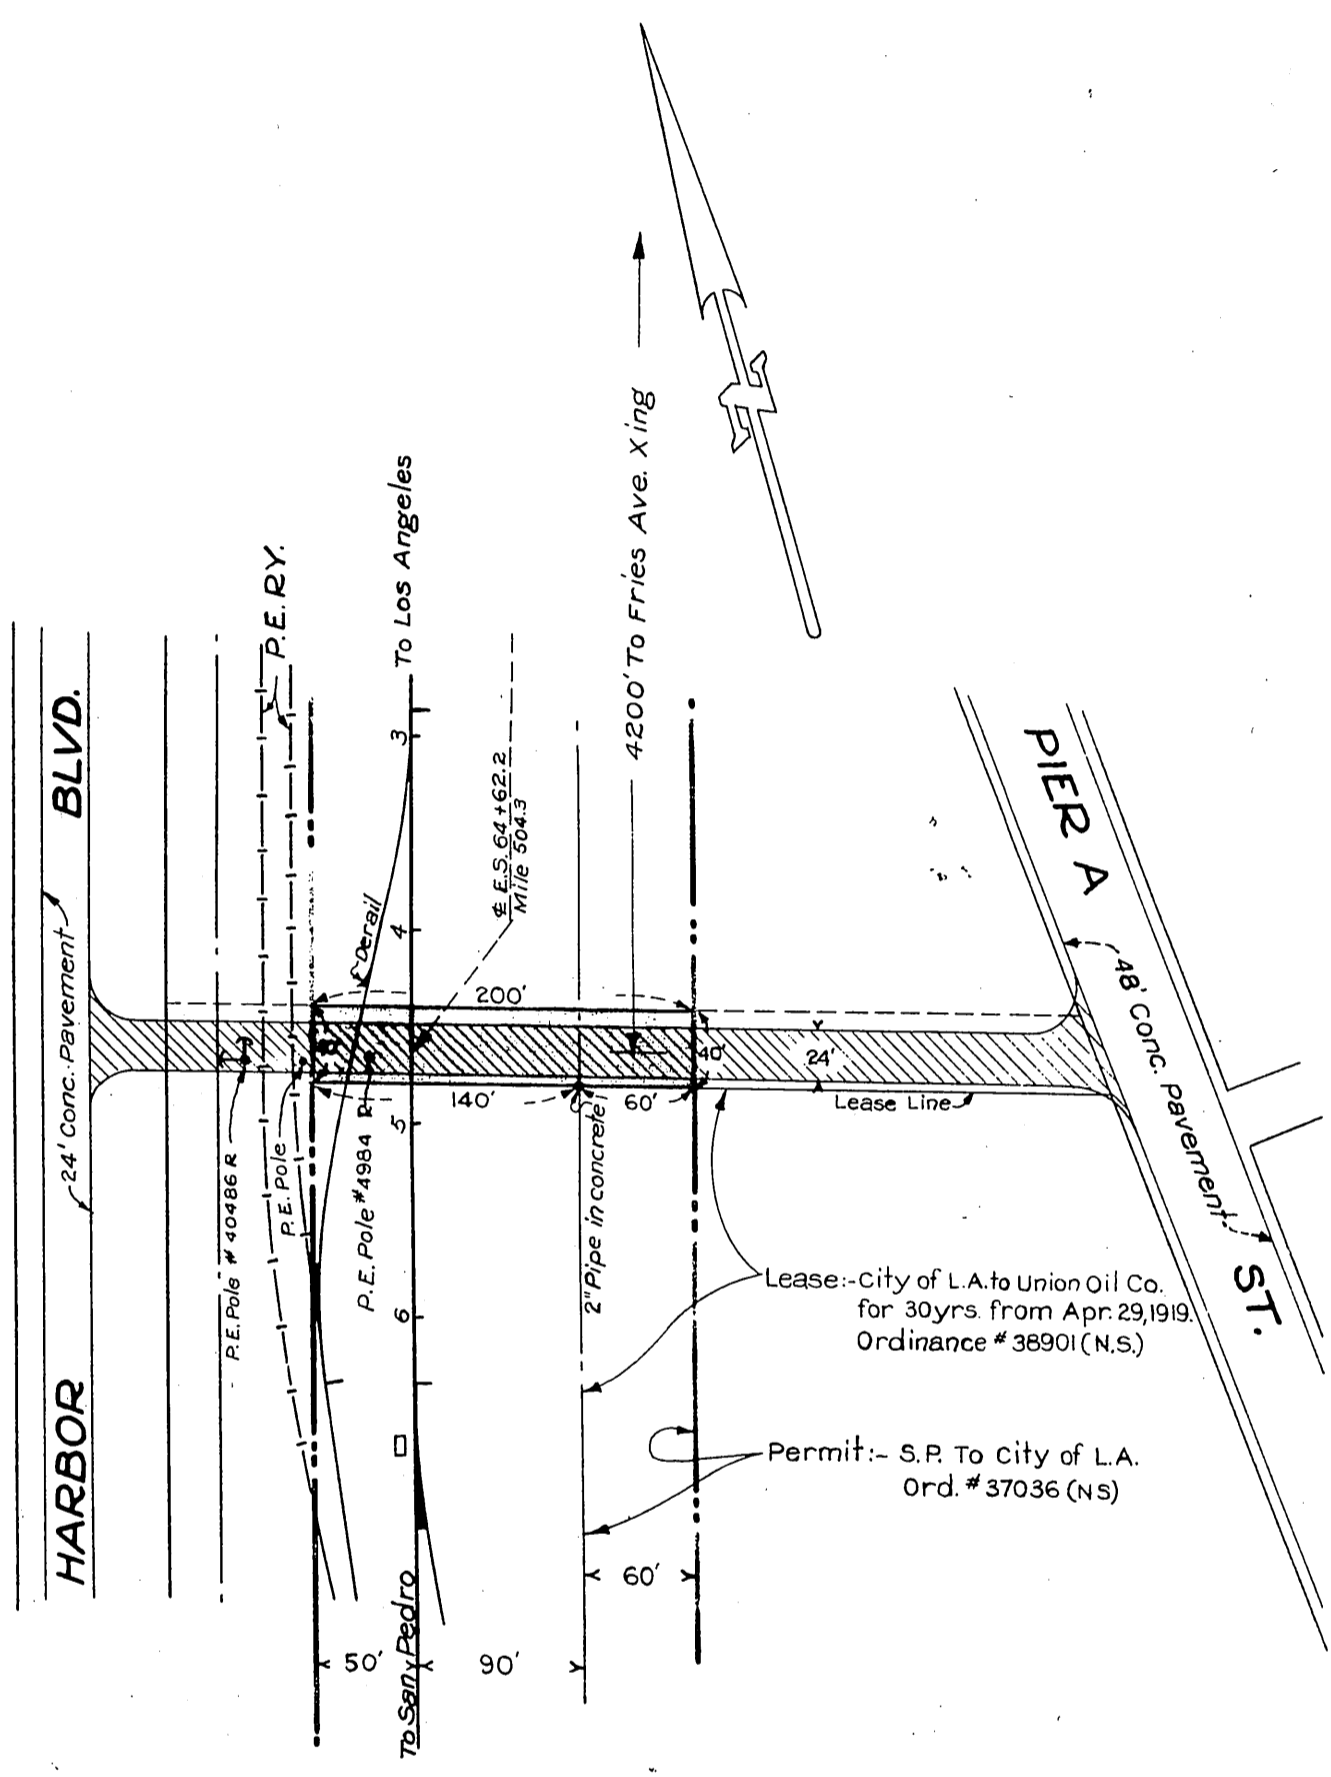 HARBOR BLVD.
24' Conc. Pavement
P.E. RY.
To Los Angeles
4200' To Fries Ave. Xing
N
3
℄ E.S. 64+62.2
Mile 504.3
Derail
4
200'
40'
24'
140'
60'
Lease Line
5
P.E. Pole # 40486 R
P.E. Pole
P.E. Pole #4984 R
2" Pipe in concrete
6
PIER A ST.
48' Conc. Pavement.
Lease:- City of L.A. to Union Oil Co.
for 30yrs. from Apr. 29, 1919.
Ordinance # 38901 (N.S.)
Permit:- S.P. To City of L.A.
Ord. # 37036 (NS)
60'
50'
To San Pedro
90'